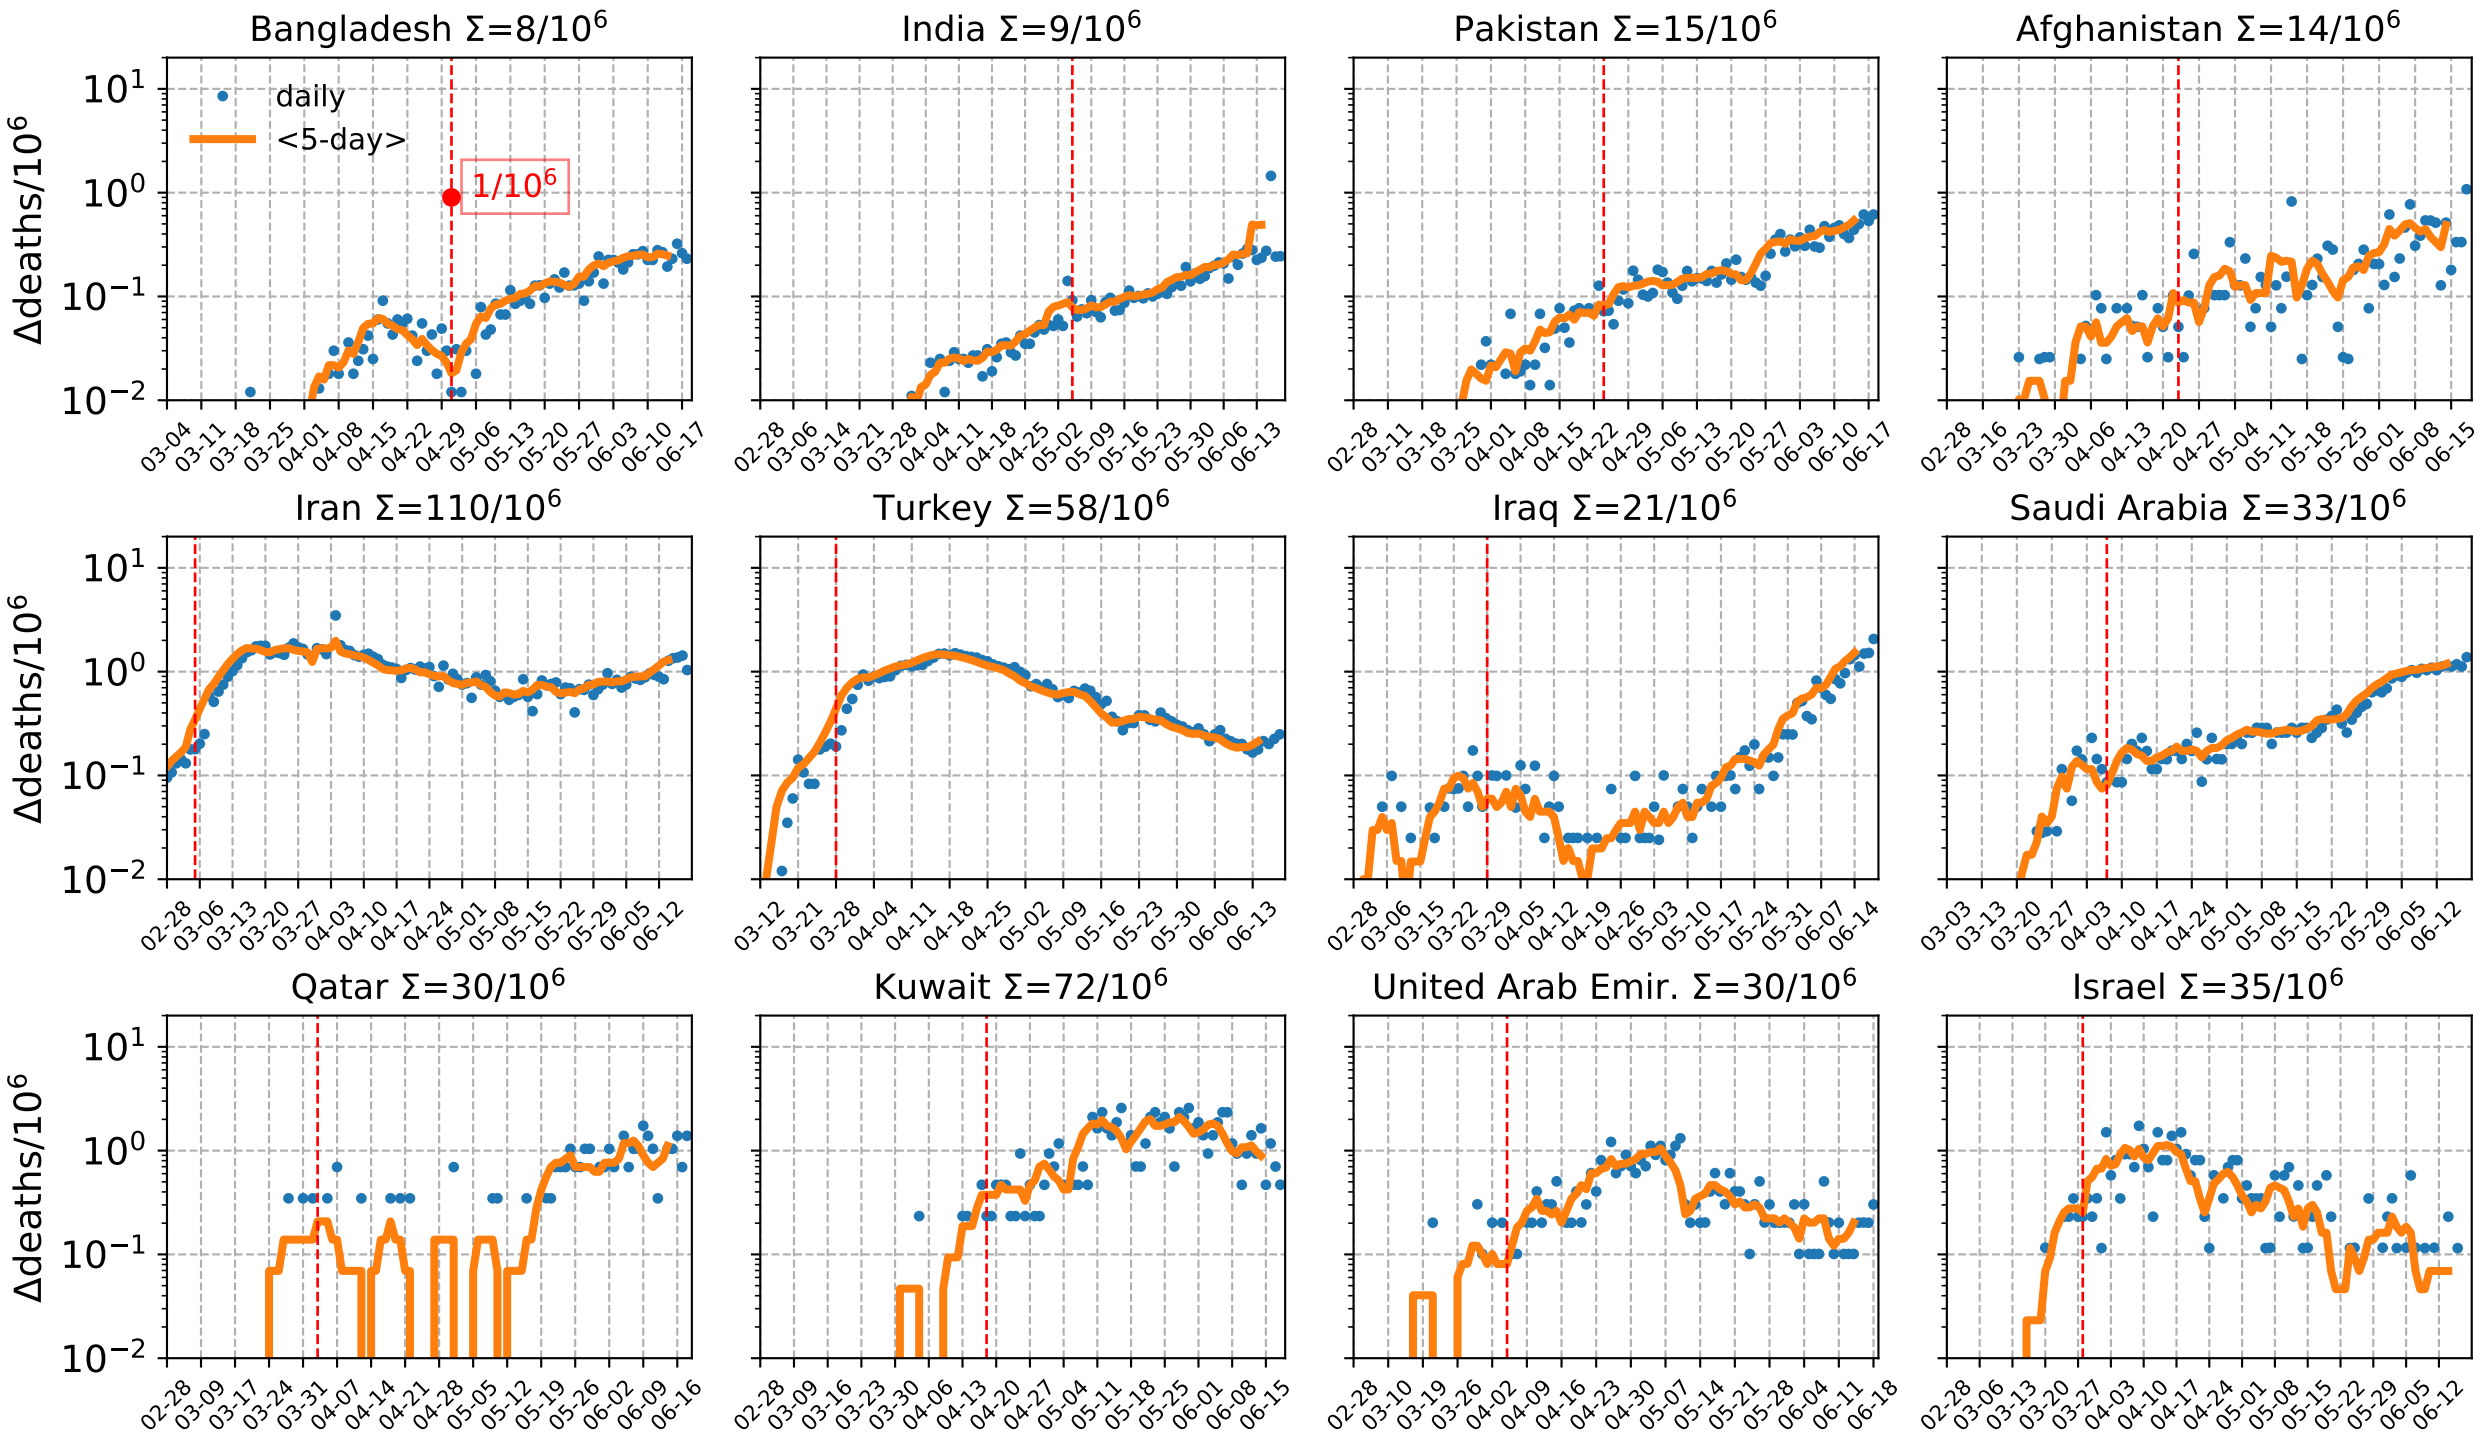 Bangladesh Σ=8/10⁶
India Σ=9/10⁶
Pakistan Σ=15/10⁶
Afghanistan Σ=14/10⁶
Δdeaths/10⁶
10¹
10⁰
10⁻¹
10⁻²
daily
<5-day>
1/10⁶
03-04 03-11 03-18 03-25 04-01 04-08 04-15 04-22 04-29 05-06 05-13 05-20 05-27 06-03 06-10 06-17
02-28 03-06 03-14 03-21 03-28 04-04 04-11 04-18 04-25 05-02 05-09 05-16 05-23 05-30 06-06 06-13
02-28 03-11 03-18 03-25 04-01 04-08 04-15 04-22 04-29 05-06 05-13 05-20 05-27 06-03 06-10 06-17
02-28 03-16 03-23 03-30 04-06 04-13 04-20 04-27 05-04 05-11 05-18 05-25 06-01 06-08 06-15
Iran Σ=110/10⁶
Turkey Σ=58/10⁶
Iraq Σ=21/10⁶
Saudi Arabia Σ=33/10⁶
Δdeaths/10⁶
10¹
10⁰
10⁻¹
10⁻²
02-28 03-06 03-13 03-20 03-27 04-03 04-10 04-17 04-24 05-01 05-08 05-15 05-22 05-29 06-05 06-12
03-12 03-21 03-28 04-04 04-11 04-18 04-25 05-02 05-09 05-16 05-23 05-30 06-06 06-13
02-28 03-06 03-15 03-22 03-29 04-05 04-12 04-19 04-26 05-03 05-10 05-17 05-24 05-31 06-07 06-14
03-03 03-13 03-20 03-27 04-03 04-10 04-17 04-24 05-01 05-08 05-15 05-22 05-29 06-05 06-12
Qatar Σ=30/10⁶
Kuwait Σ=72/10⁶
United Arab Emir. Σ=30/10⁶
Israel Σ=35/10⁶
Δdeaths/10⁶
10¹
10⁰
10⁻¹
10⁻²
02-28 03-09 03-17 03-24 03-31 04-07 04-14 04-21 04-28 05-05 05-12 05-19 05-26 06-02 06-09 06-16
02-28 03-09 03-16 03-23 03-30 04-06 04-13 04-20 04-27 05-04 05-11 05-18 05-25 06-01 06-08 06-15
02-28 03-10 03-19 03-26 04-02 04-09 04-16 04-23 04-30 05-07 05-14 05-21 05-28 06-04 06-11 06-18
02-28 03-06 03-13 03-20 03-27 04-03 04-10 04-17 04-24 05-01 05-08 05-15 05-22 05-29 06-05 06-12